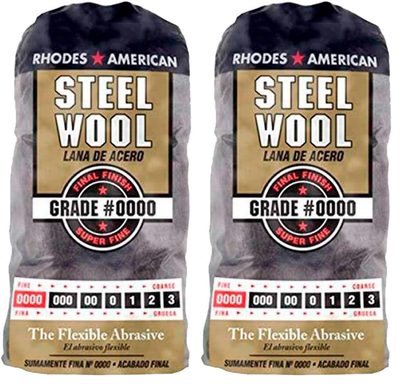 RHODES ★ AMERICAN
STEEL
WOOL
LANA DE ACERO
FINAL FINISH
GRADE #0000
SUPER FINE
FINE COARSE
0000 000 00 0 1 2 3
FINA GRUESA
The Flexible Abrasive
El abrasivo flexible
SUMAMENTE FINA Nº 0000 • ACABADO FINAL
RHODES ★ AMERICAN
STEEL
WOOL
LANA DE ACERO
FINAL FINISH
GRADE #0000
SUPER FINE
FINE COARSE
0000 000 00 0 1 2 3
FINA GRUESA
The Flexible Abrasive
El abrasivo flexible
SUMAMENTE FINA Nº 0000 • ACABADO FINAL